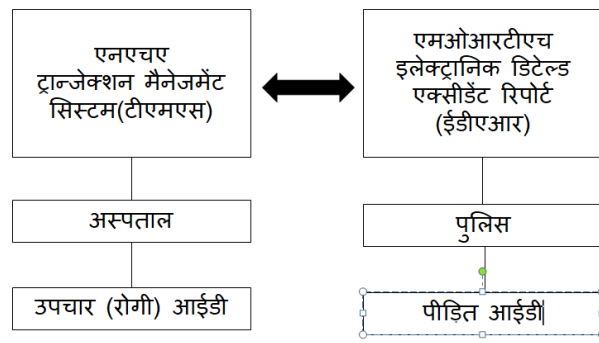 एनएचए
ट्रान्जेक्शन मैनेजमेंट
सिस्टम(टीएमएस)
अस्पताल
उपचार (रोगी) आईडी
एमओआरटीएच
इलेक्ट्रानिक डिटेल्ड
एक्सीडेंट रिपोर्ट
(ईडीएआर)
पुलिस
पीड़ित आईडी